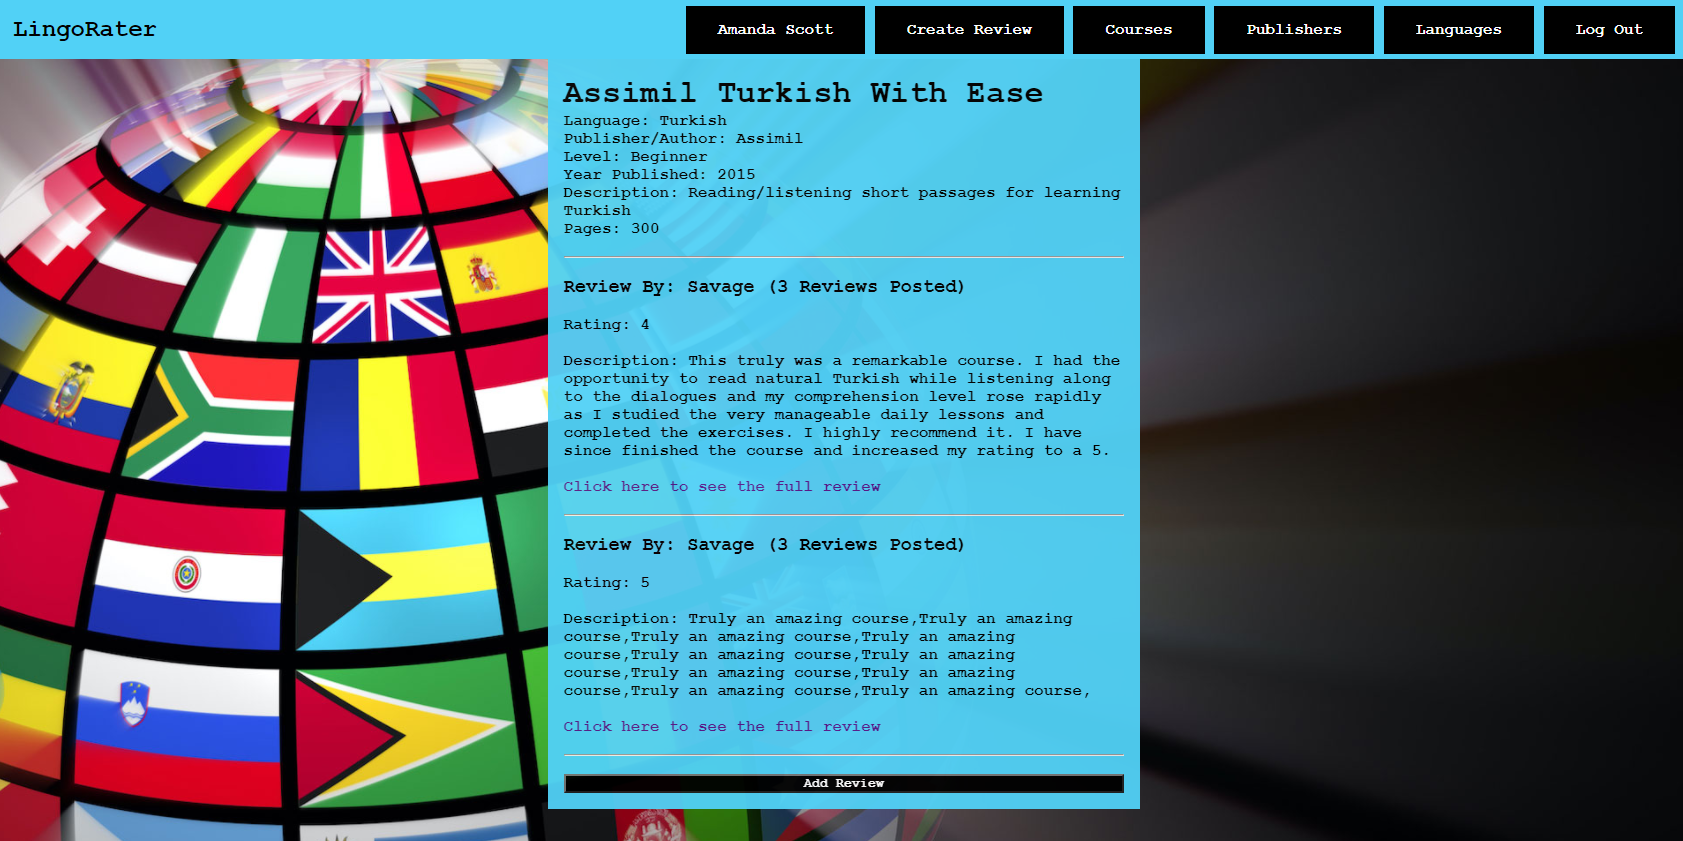 LingoRater
Amanda Scott
Create Review
Courses
Publishers
Languages
Log Out
Assimil Turkish With Ease
Language: Turkish
Publisher/Author: Assimil
Level: Beginner
Year Published: 2015
Description: Reading/listening short passages for learning
Turkish
Pages: 300
Review By: Savage (3 Reviews Posted)
Rating: 4
Description: This truly was a remarkable course. I had the
opportunity to read natural Turkish while listening along
to the dialogues and my comprehension level rose rapidly
as I studied the very manageable daily lessons and
completed the exercises. I highly recommend it. I have
since finished the course and increased my rating to a 5.
Click here to see the full review
Review By: Savage (3 Reviews Posted)
Rating: 5
Description: Truly an amazing course,Truly an amazing
course,Truly an amazing course,Truly an amazing
course,Truly an amazing course,Truly an amazing
course,Truly an amazing course,Truly an amazing
course,Truly an amazing course,Truly an amazing course,
Click here to see the full review
Add Review